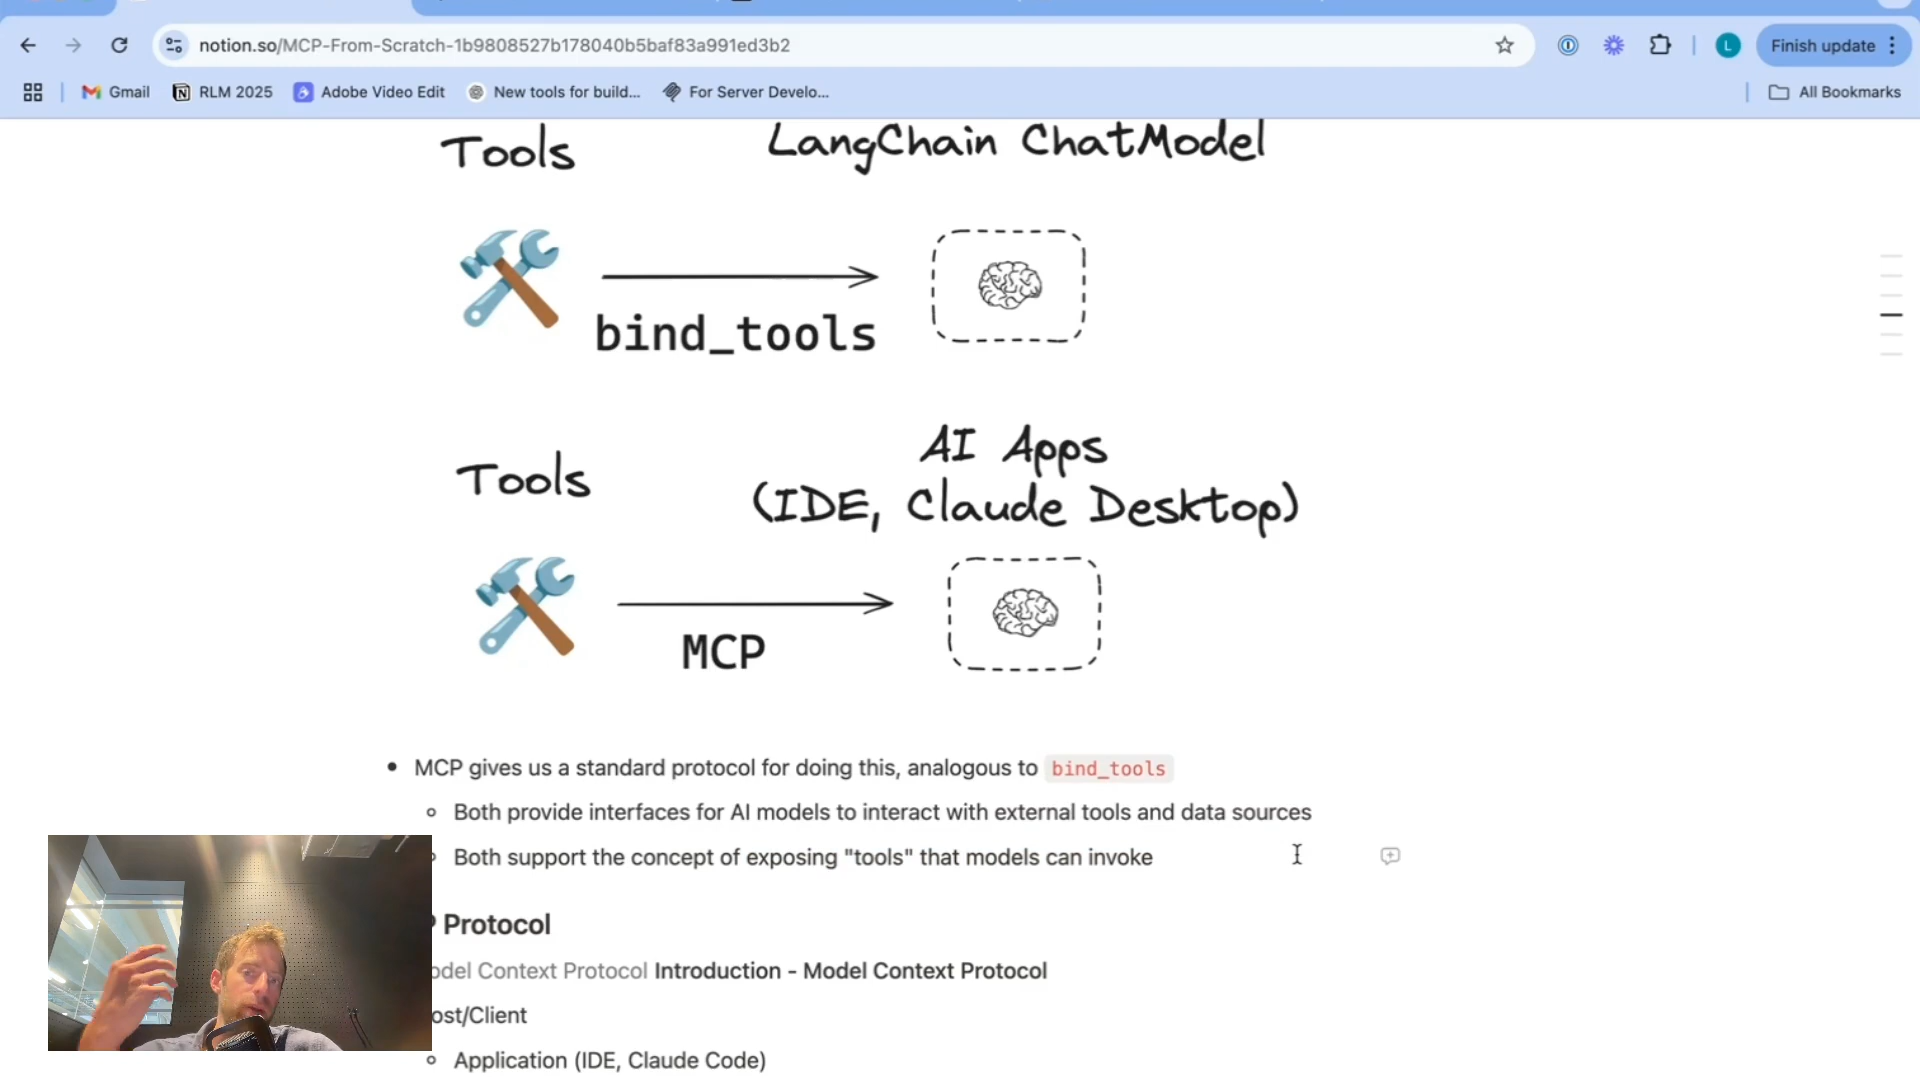 notion.so/MCP-From-Scratch-1b9808527b178040b5baf83a991ed3b2
L
Finish update
Gmail
RLM 2025
Adobe Video Edit
New tools for build...
For Server Develo...
All Bookmarks
Tools
LangChain ChatModel
bind_tools
AI Apps
Tools
(IDE, Claude Desktop)
MCP
MCP gives us a standard protocol for doing this, analogous to bind_tools
Both provide interfaces for AI models to interact with external tools and data sources
Both support the concept of exposing "tools" that models can invoke
Protocol
odel Context Protocol Introduction - Model Context Protocol
ost/Client
Application (IDE, Claude Code)